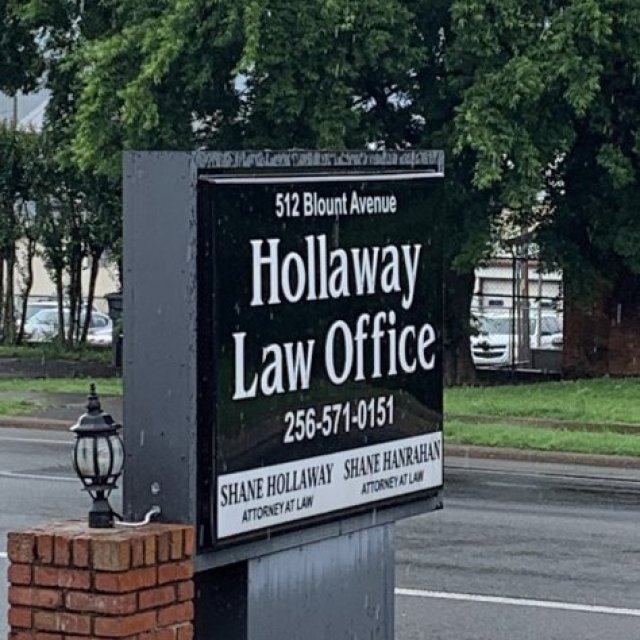 512 Blount Avenue
Hollaway
Law Office
256-571-0151
SHANE HOLLAWAY SHANE HANRAHAN
ATTORNEY AT LAW ATTORNEY AT LAW